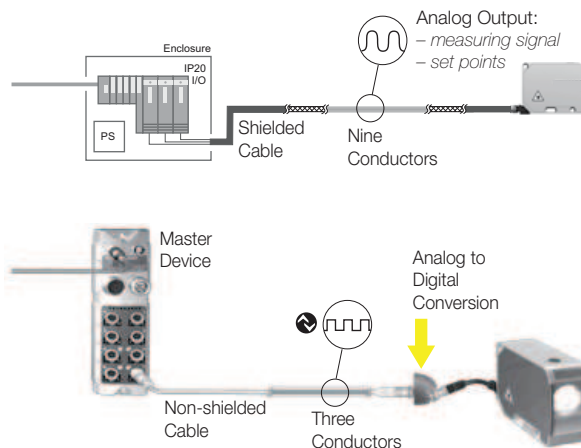 Analog Output:
– measuring signal
– set points
Enclosure
IP20
I/O
PS
Shielded
Cable
Nine
Conductors
Master
Device
Analog to
Digital
Conversion
Non-shielded
Cable
Three
Conductors